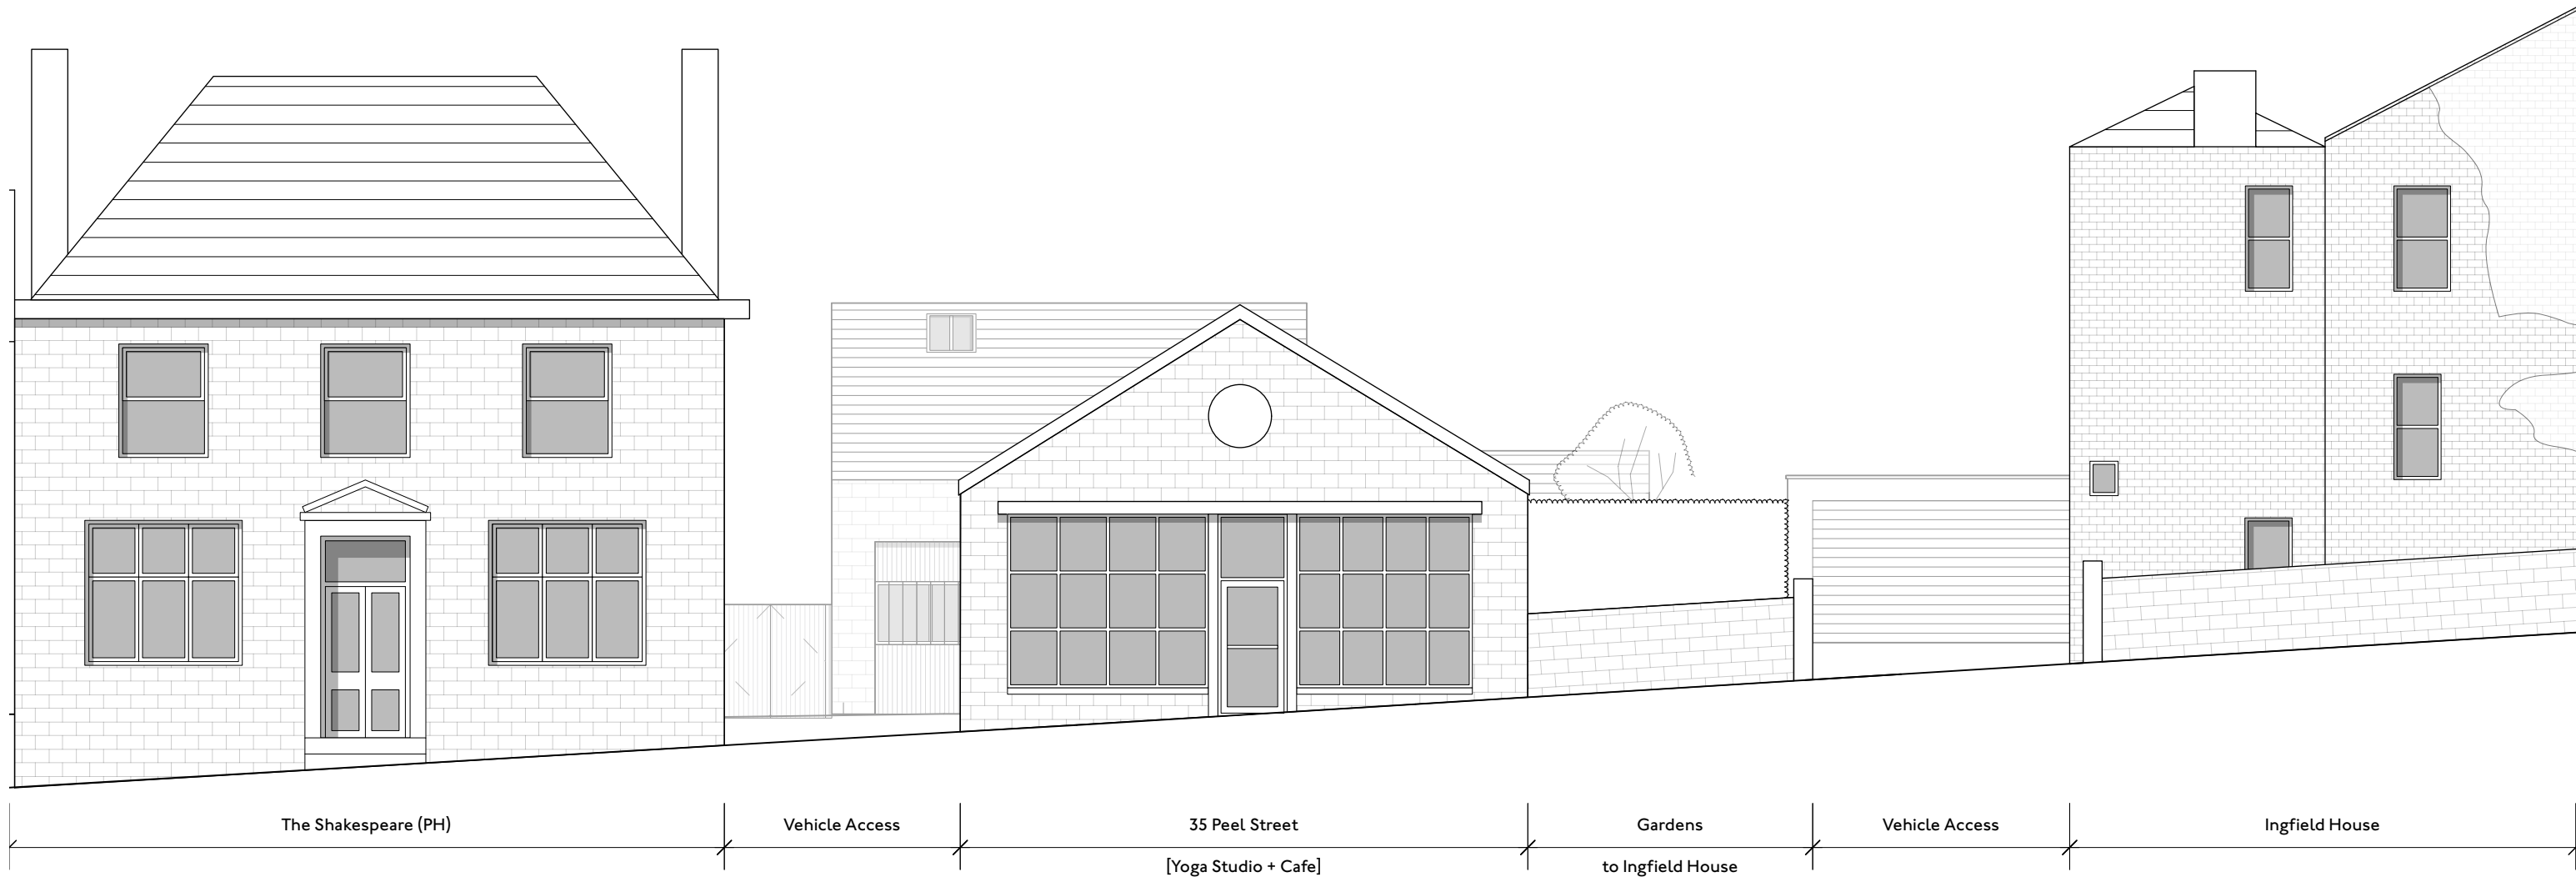 The Shakespeare (PH)
Vehicle Access
35 Peel Street
[Yoga Studio + Cafe]
Gardens
to Ingfield House
Vehicle Access
Ingfield House